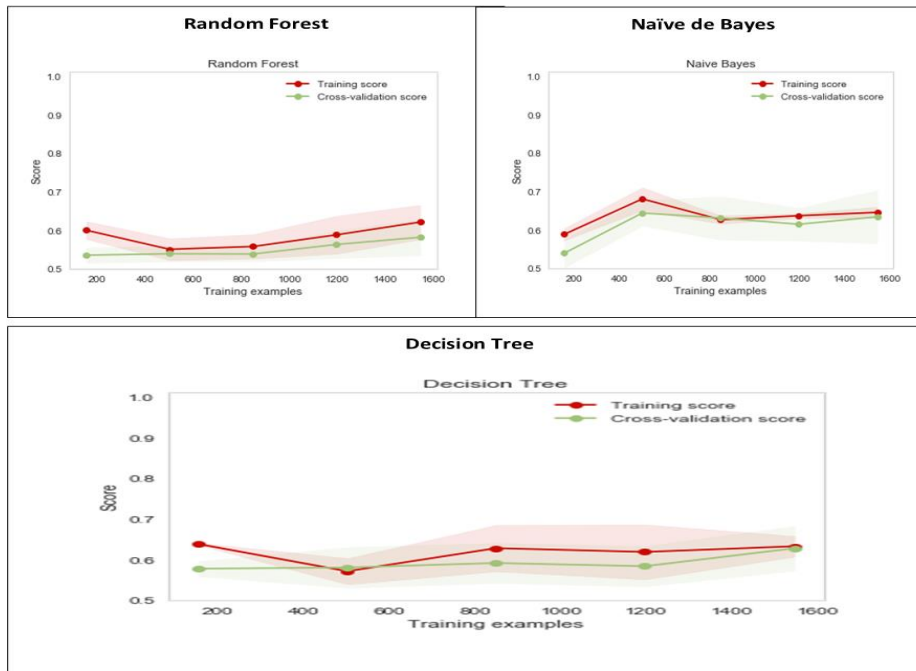 Random Forest
Random Forest
Training score
Cross-validation score
1.0
0.9
0.8
0.7
0.6
0.5
Score
200 400 600 800 1000 1200 1400 1600
Training examples
Naïve de Bayes
Naive Bayes
Training score
Cross-validation score
1.0
0.9
0.8
0.7
0.6
0.5
Score
200 400 600 800 1000 1200 1400 1600
Training examples
Decision Tree
Decision Tree
Training score
Cross-validation score
1.0
0.9
0.8
0.7
0.6
0.5
Score
200 400 600 800 1000 1200 1400 1600
Training examples